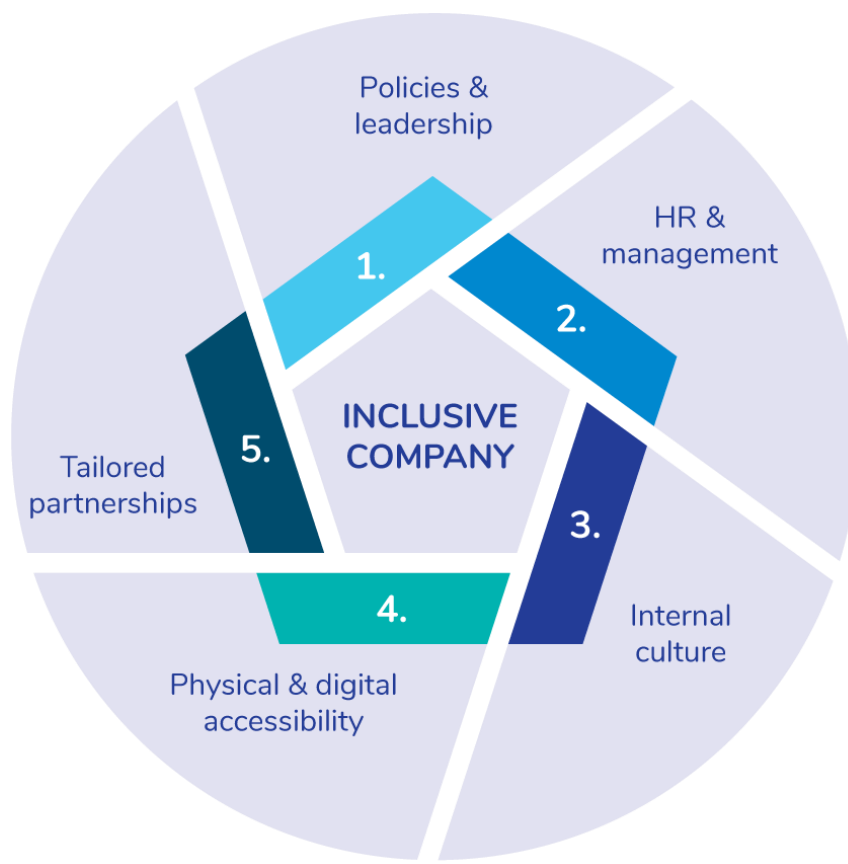 Policies &
leadership
1.
HR &
management
2.
INCLUSIVE
COMPANY
3.
Internal
culture
4.
Physical & digital
accessibility
5.
Tailored
partnerships